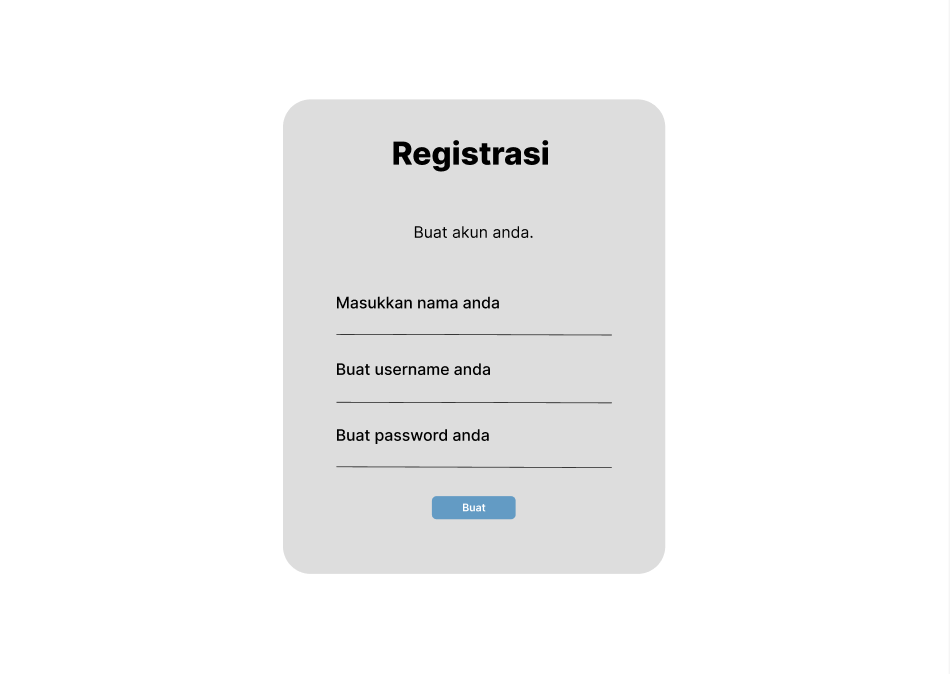 Registrasi
Buat akun anda.
Masukkan nama anda
Buat username anda
Buat password anda
Buat